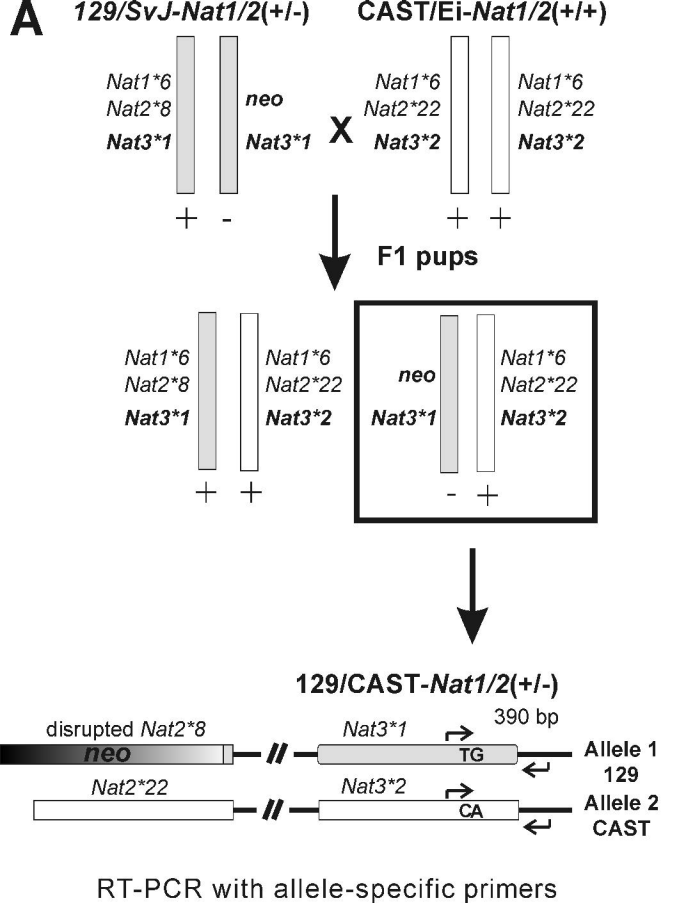 A
129/SvJ-Nat1/2(+/-) CAST/Ei-Nat1/2(+/+)
Nat1*6 Nat1*6 Nat1*6
Nat2*8 neo Nat2*22 Nat2*22
Nat3*1 Nat3*1 X Nat3*2 Nat3*2
+ - + +
F1 pups
Nat1*6 Nat1*6 Nat1*6
Nat2*8 Nat2*22 neo Nat2*22
Nat3*1 Nat3*2 Nat3*1 Nat3*2
+ + - +
129/CAST-Nat1/2(+/-)
disrupted Nat2*8 Nat3*1 390 bp
neo TG Allele 1
129
Nat2*22 Nat3*2
CA Allele 2
CAST
RT-PCR with allele-specific primers